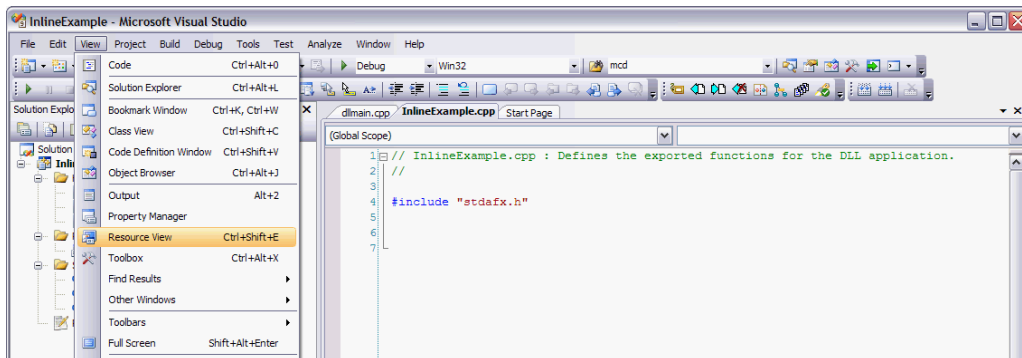 InlineExample - Microsoft Visual Studio
File Edit View Project Build Debug Tools Test Analyze Window Help
Debug Win32 mcd
Code Ctrl+Alt+0
Solution Explorer Ctrl+Alt+L
Solution Explo
Bookmark Window Ctrl+K, Ctrl+W
dllmain.cpp InlineExample.cpp Start Page
Class View Ctrl+Shift+C
(Global Scope)
Solution
Code Definition Window Ctrl+Shift+V
1 // InlineExample.cpp : Defines the exported functions for the DLL application.
Inli
Object Browser Ctrl+Alt+J
2 //
3
Output Alt+2
4 #include "stdafx.h"
Property Manager
5
6
Resource View Ctrl+Shift+E
7
Toolbox Ctrl+Alt+X
Find Results
Other Windows
Toolbars
Full Screen Shift+Alt+Enter